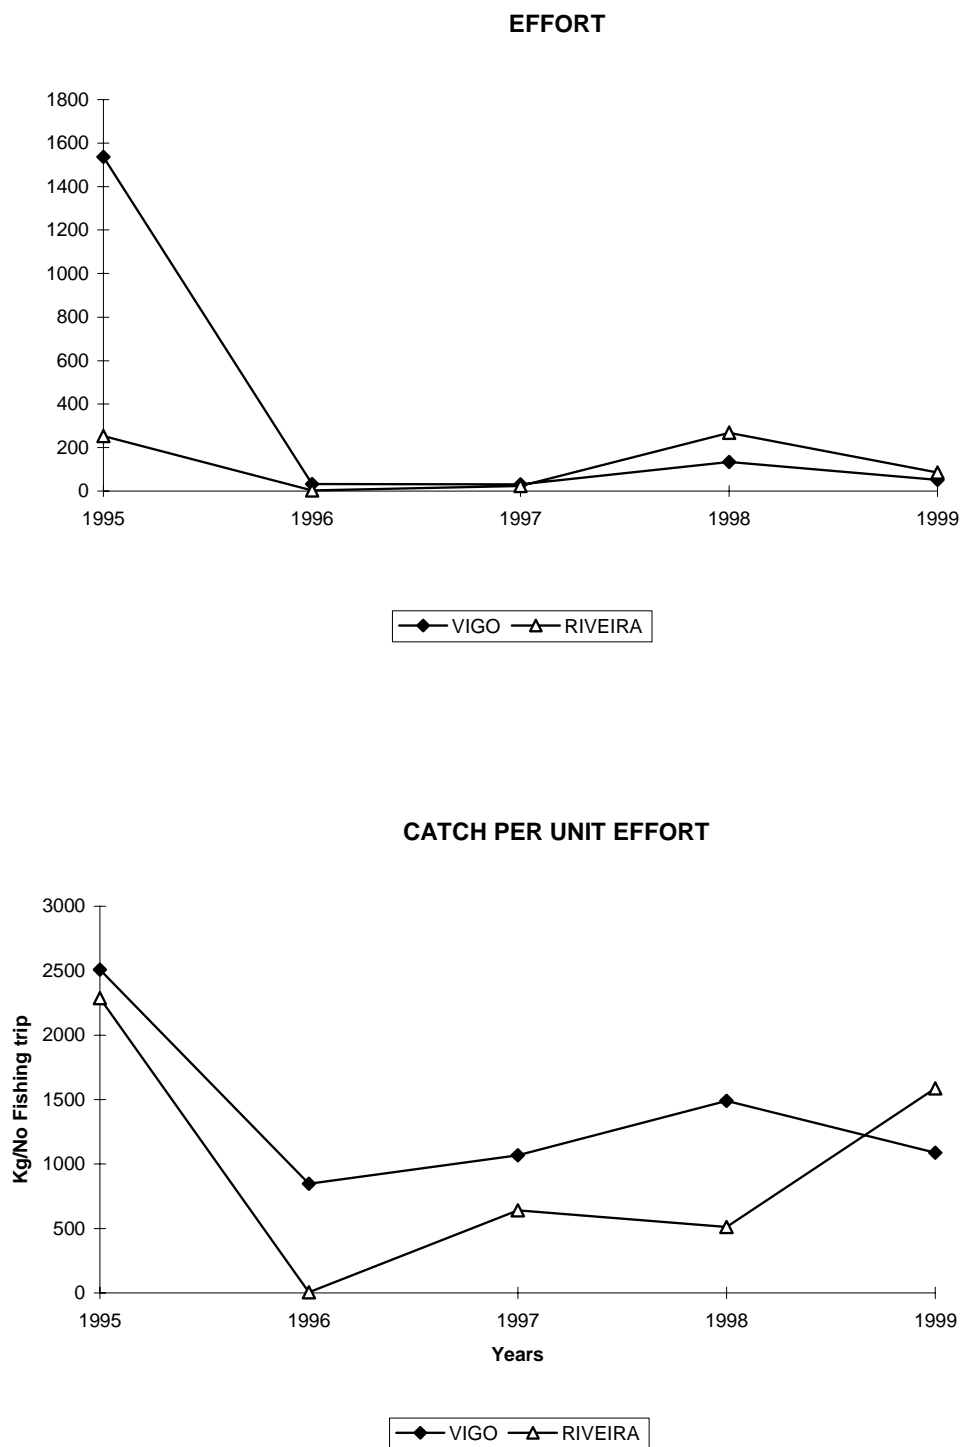 EFFORT
1800
1600
1400
1200
1000
800
600
400
200
0
1995 1996 1997 1998 1999
VIGO RIVEIRA
CATCH PER UNIT EFFORT
Kg/No Fishing trip
3000
2500
2000
1500
1000
500
0
1995 1996 1997 1998 1999
Years
VIGO RIVEIRA